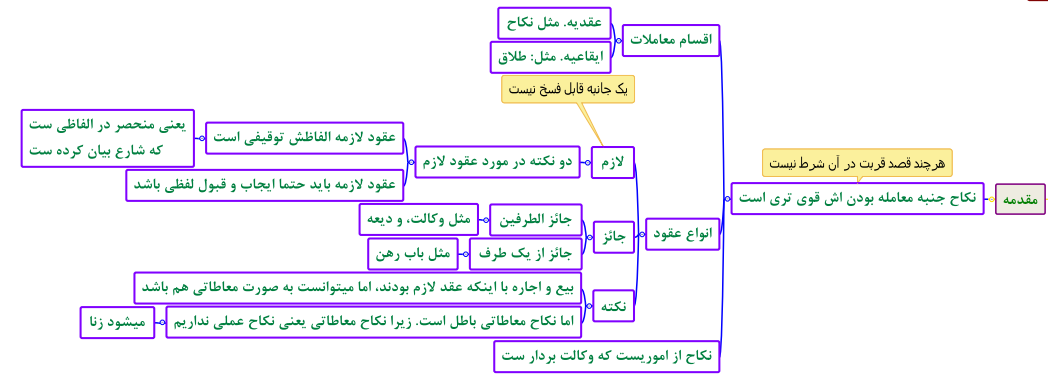 مقدمه
نکاح جنبه معامله بودن اش قوی تری است
هرچند قصد قربت در آن شرط نیست
اقسام معاملات
عقدیه. مثل نکاح
ایقاعیه. مثل: طلاق
انواع عقود
لازم
یک جانبه قابل فسخ نیست
دو نکته در مورد عقود لازم
عقود لازمه الفاظش توقیفی است
یعنی منحصر در الفاظی ست
که شارع بیان کرده ست
عقود لازمه باید حتما ایجاب و قبول لفظی باشد
جائز
جائز الطرفین
مثل وکالت، و دیعه
جائز از یک طرف
مثل باب رهن
نکته
بیع و اجاره با اینکه عقد لازم بودند، اما میتوانست به صورت معاطاتی هم باشد
اما نکاح معاطاتی باطل است. زیرا نکاح معاطاتی یعنی نکاح عملی نداریم
میشود زنا
نکاح از اموریست که وکالت بردار ست